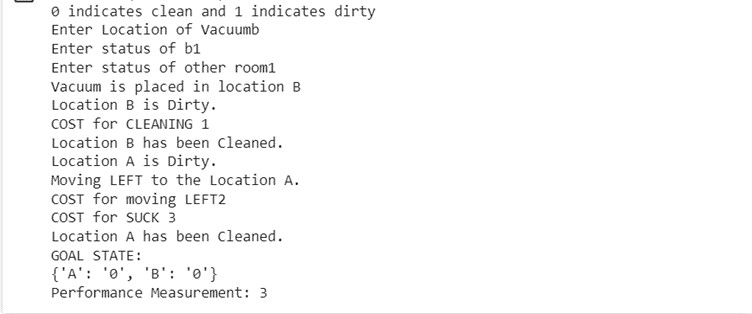 0 indicates clean and 1 indicates dirty
Enter Location of Vacuumb
Enter status of b1
Enter status of other room1
Vacuum is placed in location B
Location B is Dirty.
COST for CLEANING 1
Location B has been Cleaned.
Location A is Dirty.
Moving LEFT to the Location A.
COST for moving LEFT2
COST for SUCK 3
Location A has been Cleaned.
GOAL STATE:
{'A': '0', 'B': '0'}
Performance Measurement: 3